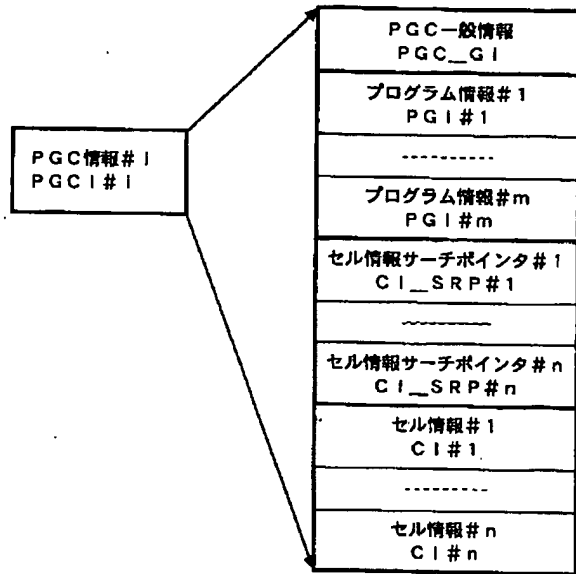 PGC情報#i
PGCI#i
PGC一般情報
PGC_GI
プログラム情報#1
PGI#1
----------
プログラム情報#m
PGI#m
セル情報サーチポインタ#1
CI_SRP#1
----------
セル情報サーチポインタ#n
CI_SRP#n
セル情報#1
CI#1
---------
セル情報#n
CI#n